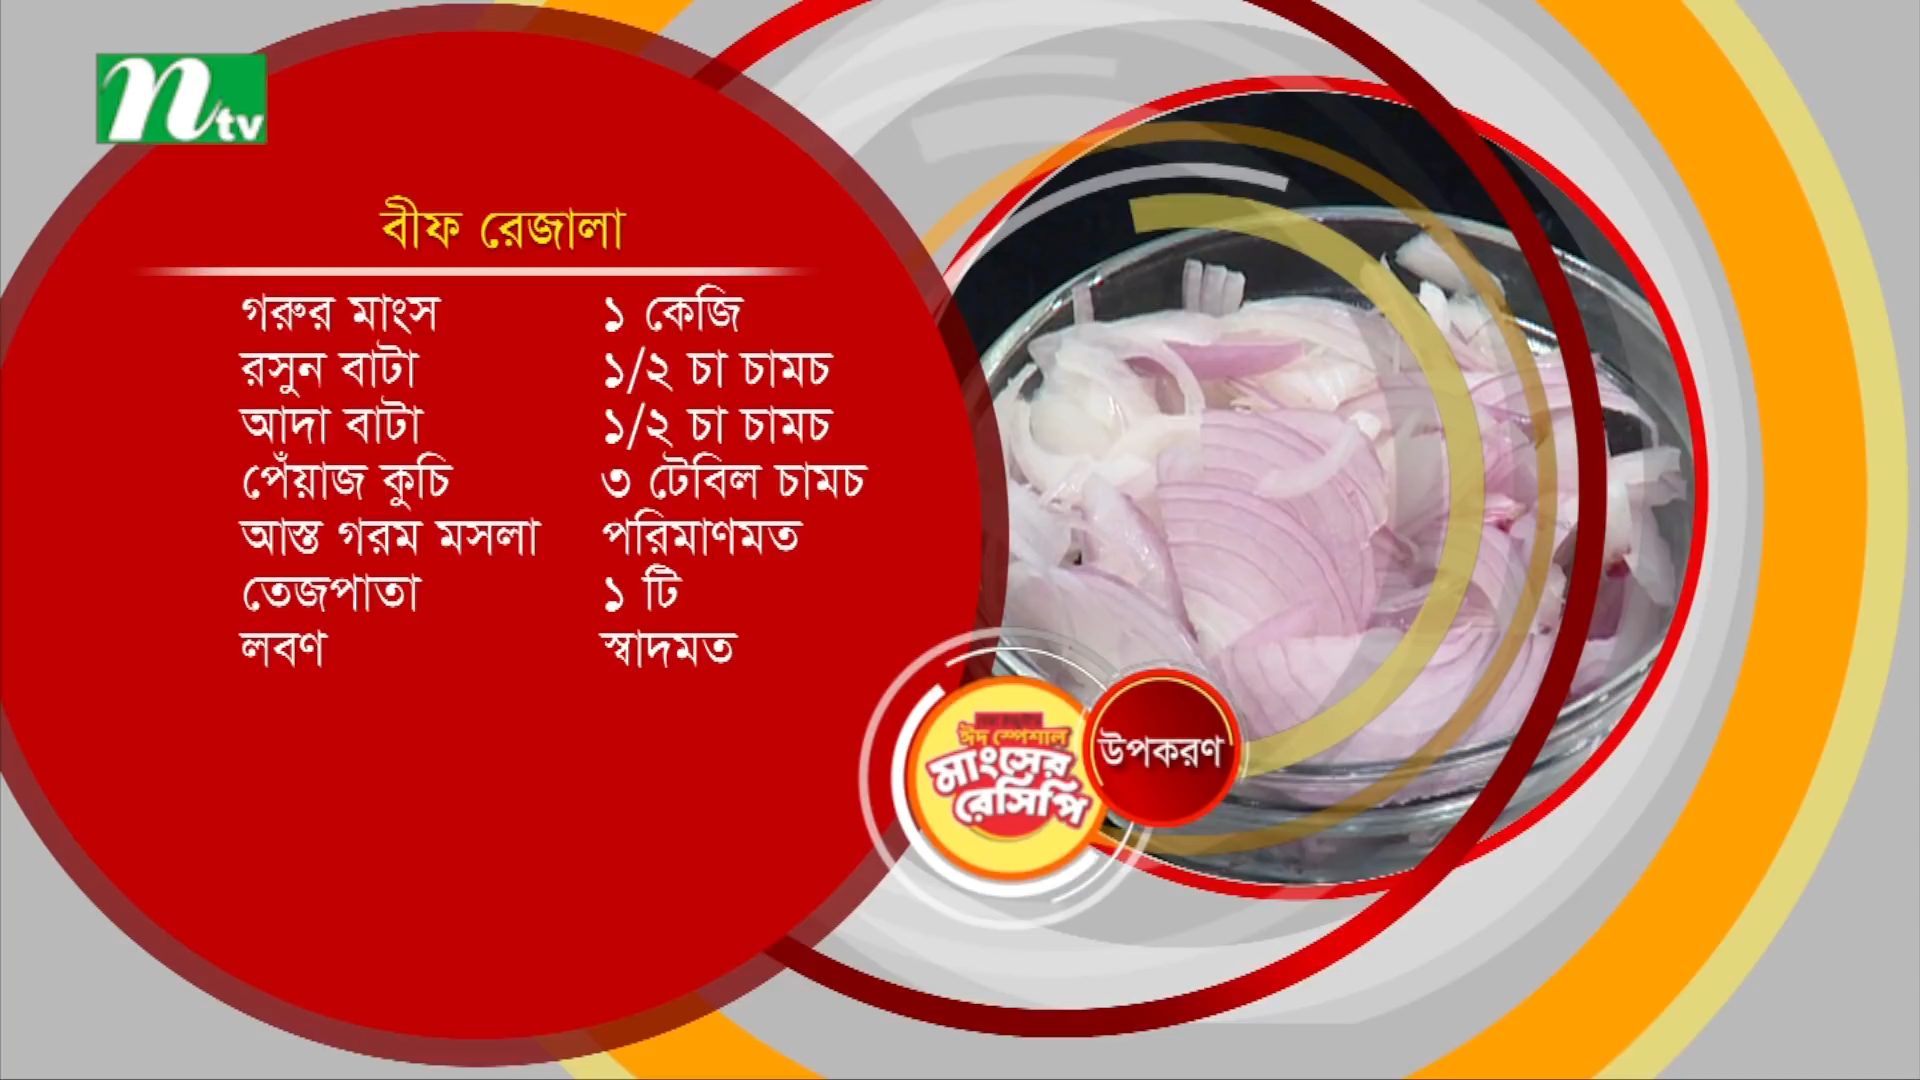 ntv
বীফ রেজালা
গরুর মাংস ১ কেজি
রসুন বাটা ১/২ চা চামচ
আদা বাটা ১/২ চা চামচ
পেঁয়াজ কুচি ৩ টেবিল চামচ
আস্ত গরম মসলা পরিমাণমত
তেজপাতা ১ টি
লবণ স্বাদমত
ঈদ স্পেশাল
মাংসের
রেসিপি
উপকরণ